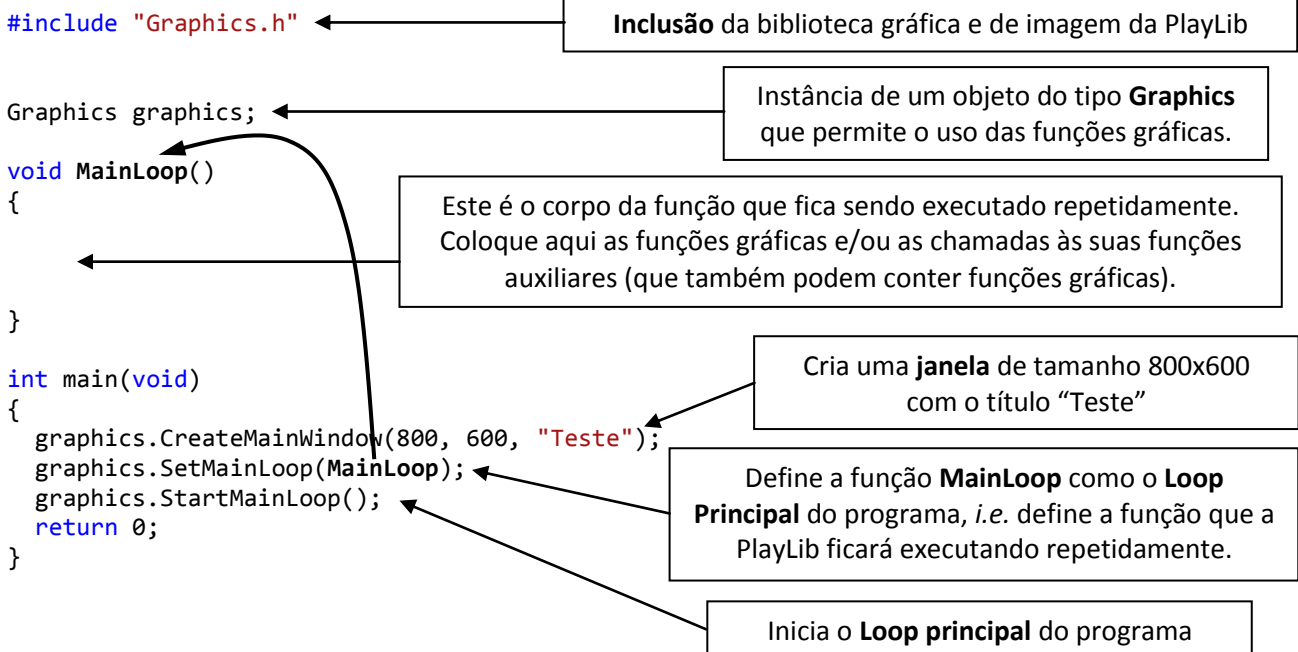 #include "Graphics.h"
Inclusão da biblioteca gráfica e de imagem da PlayLib
Graphics graphics;
Instância de um objeto do tipo Graphics
que permite o uso das funções gráficas.
void MainLoop()
{
Este é o corpo da função que fica sendo executado repetidamente.
Coloque aqui as funções gráficas e/ou as chamadas às suas funções
auxiliares (que também podem conter funções gráficas).
}
int main(void)
{
Cria uma janela de tamanho 800x600
com o título “Teste”
graphics.CreateMainWindow(800, 600, "Teste");
graphics.SetMainLoop(MainLoop);
graphics.StartMainLoop();
return 0;
}
Define a função MainLoop como o Loop
Principal do programa, i.e. define a função que a
PlayLib ficará executando repetidamente.
Inicia o Loop principal do programa